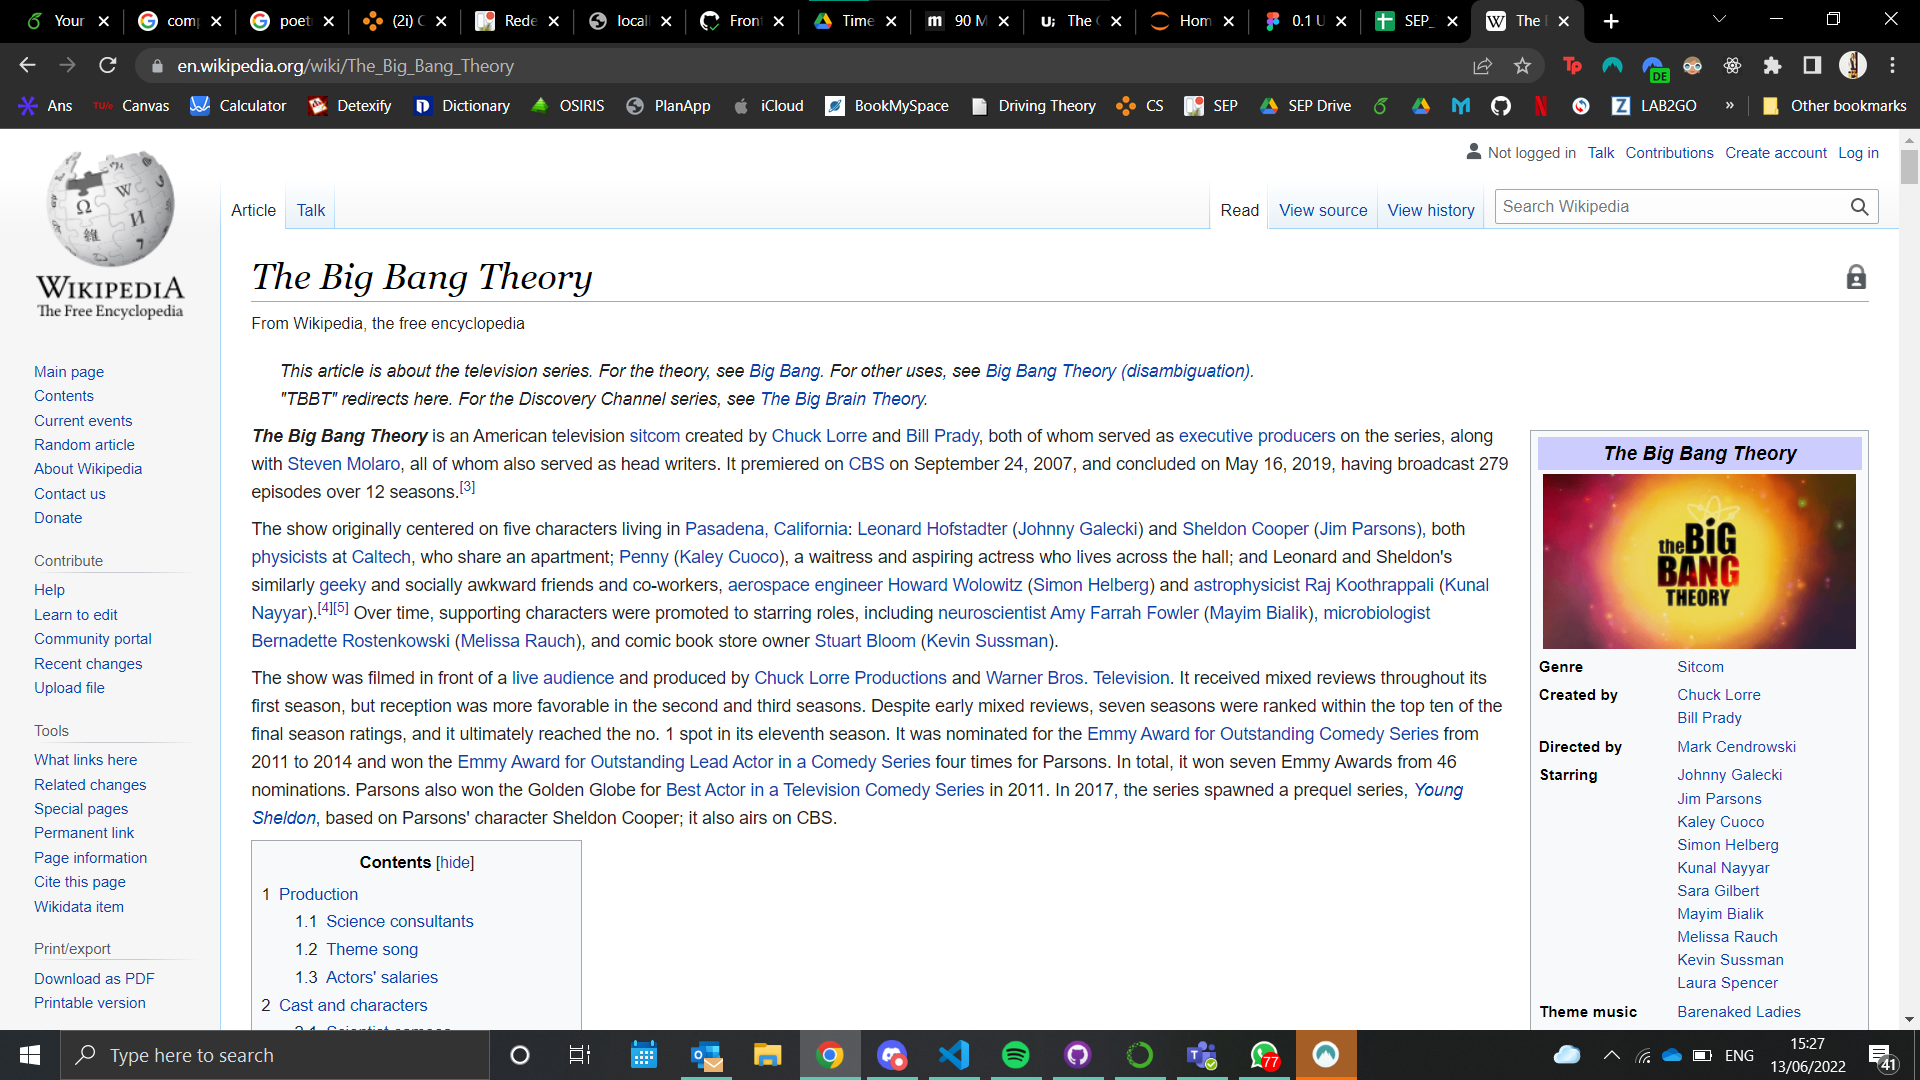 Your
comp
poet
(2i) C
Rede
locall
Front
Time
90 M
The C
Hom
0.1 U
SEP_
The B
en.wikipedia.org/wiki/The_Big_Bang_Theory
DE
Ans
Canvas
Calculator
Detexify
Dictionary
OSIRIS
PlanApp
iCloud
BookMySpace
Driving Theory
CS
SEP
SEP Drive
LAB2GO
»
Other bookmarks
Not logged in Talk Contributions Create account Log in
WIKIPEDIA
The Free Encyclopedia
Article Talk
Read View source View history
Search Wikipedia
The Big Bang Theory
From Wikipedia, the free encyclopedia
This article is about the television series. For the theory, see Big Bang. For other uses, see Big Bang Theory (disambiguation).
"TBBT" redirects here. For the Discovery Channel series, see The Big Brain Theory.
The Big Bang Theory is an American television sitcom created by Chuck Lorre and Bill Prady, both of whom served as executive producers on the series, along
with Steven Molaro, all of whom also served as head writers. It premiered on CBS on September 24, 2007, and concluded on May 16, 2019, having broadcast 279
episodes over 12 seasons.[3]
The show originally centered on five characters living in Pasadena, California: Leonard Hofstadter (Johnny Galecki) and Sheldon Cooper (Jim Parsons), both
physicists at Caltech, who share an apartment; Penny (Kaley Cuoco), a waitress and aspiring actress who lives across the hall; and Leonard and Sheldon's
similarly geeky and socially awkward friends and co-workers, aerospace engineer Howard Wolowitz (Simon Helberg) and astrophysicist Raj Koothrappali (Kunal
Nayyar).[4][5] Over time, supporting characters were promoted to starring roles, including neuroscientist Amy Farrah Fowler (Mayim Bialik), microbiologist
Bernadette Rostenkowski (Melissa Rauch), and comic book store owner Stuart Bloom (Kevin Sussman).
The show was filmed in front of a live audience and produced by Chuck Lorre Productions and Warner Bros. Television. It received mixed reviews throughout its
first season, but reception was more favorable in the second and third seasons. Despite early mixed reviews, seven seasons were ranked within the top ten of the
final season ratings, and it ultimately reached the no. 1 spot in its eleventh season. It was nominated for the Emmy Award for Outstanding Comedy Series from
2011 to 2014 and won the Emmy Award for Outstanding Lead Actor in a Comedy Series four times for Parsons. In total, it won seven Emmy Awards from 46
nominations. Parsons also won the Golden Globe for Best Actor in a Television Comedy Series in 2011. In 2017, the series spawned a prequel series, Young
Sheldon, based on Parsons' character Sheldon Cooper; it also airs on CBS.
Contents [hide]
1 Production
1.1 Science consultants
1.2 Theme song
1.3 Actors' salaries
2 Cast and characters
Main page
Contents
Current events
Random article
About Wikipedia
Contact us
Donate
Contribute
Help
Learn to edit
Community portal
Recent changes
Upload file
Tools
What links here
Related changes
Special pages
Permanent link
Page information
Cite this page
Wikidata item
Print/export
Download as PDF
Printable version
The Big Bang Theory
the BiG
BANG
THEORY
Genre Sitcom
Created by Chuck Lorre
Bill Prady
Directed by Mark Cendrowski
Starring Johnny Galecki
Jim Parsons
Kaley Cuoco
Simon Helberg
Kunal Nayyar
Sara Gilbert
Mayim Bialik
Melissa Rauch
Kevin Sussman
Laura Spencer
Theme music Barenaked Ladies
Type here to search
77
ENG
15:27
13/06/2022
41